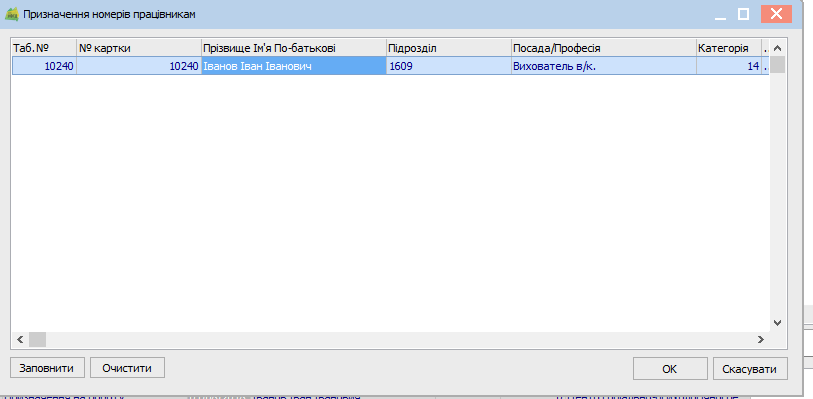 Призначення номерів працівникам
Таб.№ № картки Прізвище Ім'я По-батькові Підрозділ Посада/Професія Категорія ..
10240 10240 Іванов Іван Іванович 1609 Вихователь в/к. 14 .
Заповнити Очистити OK Скасувати